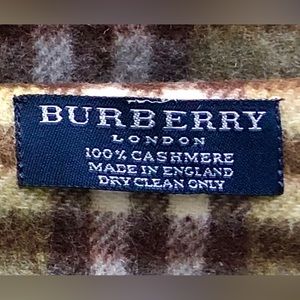 BURBERRY
LONDON
100% CASHMERE
MADE IN ENGLAND
DRY CLEAN ONLY